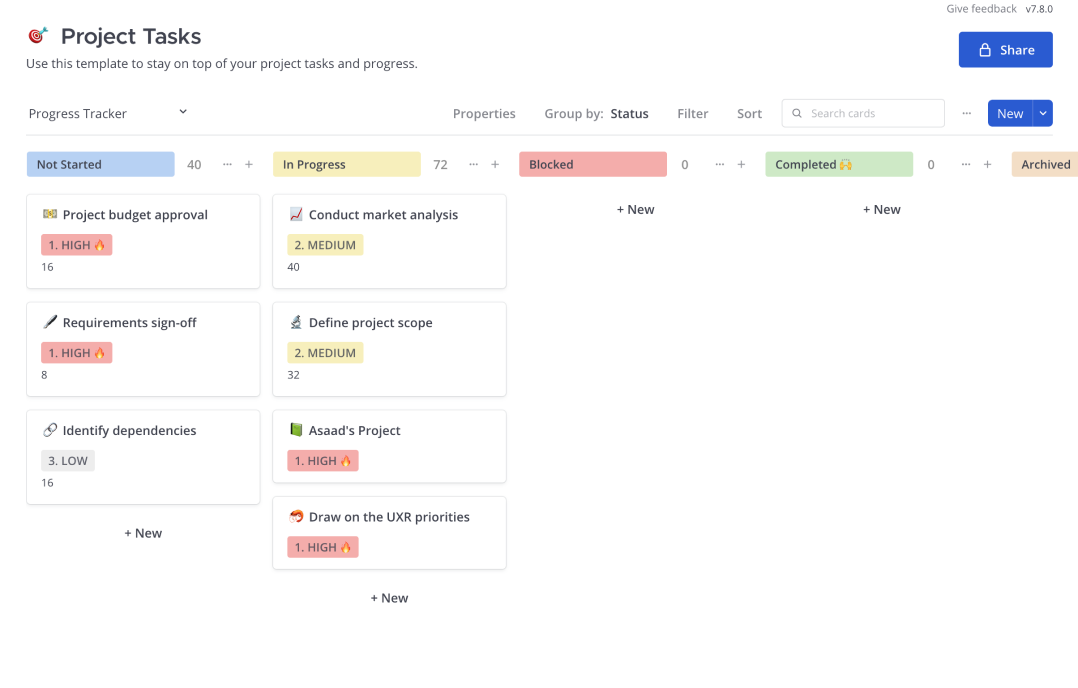 Give feedback v7.8.0
Project Tasks
Share
Use this template to stay on top of your project tasks and progress.
Progress Tracker Properties Group by: Status Filter Sort Search cards ... New
Not Started 40 ... + In Progress 72 ... + Blocked 0 ... + Completed 🙌 0 ... + Archived
Project budget approval
1. HIGH 🔥
16
Requirements sign-off
1. HIGH 🔥
8
Identify dependencies
3. LOW
16
+ New
Conduct market analysis
2. MEDIUM
40
Define project scope
2. MEDIUM
32
Asaad's Project
1. HIGH 🔥
Draw on the UXR priorities
1. HIGH 🔥
+ New
+ New
+ New